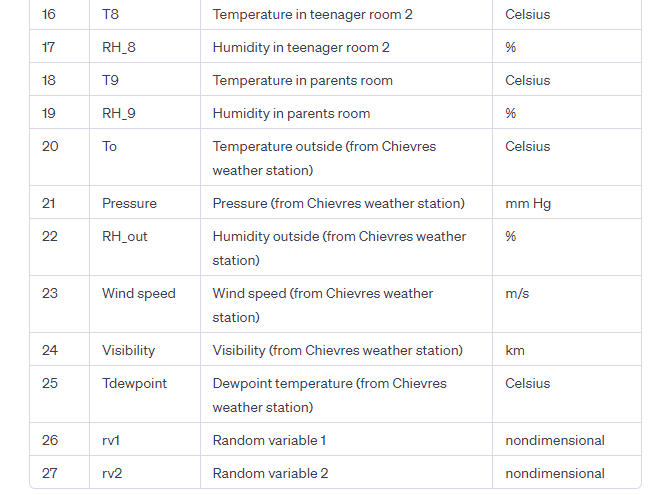 16 T8 Temperature in teenager room 2 Celsius
17 RH_8 Humidity in teenager room 2 %
18 T9 Temperature in parents room Celsius
19 RH_9 Humidity in parents room %
20 To Temperature outside (from Chievres Celsius
weather station)
21 Pressure Pressure (from Chievres weather station) mm Hg
22 RH_out Humidity outside (from Chievres weather %
station)
23 Wind speed Wind speed (from Chievres weather m/s
station)
24 Visibility Visibility (from Chievres weather station) km
25 Tdewpoint Dewpoint temperature (from Chievres Celsius
weather station)
26 rv1 Random variable 1 nondimensional
27 rv2 Random variable 2 nondimensional